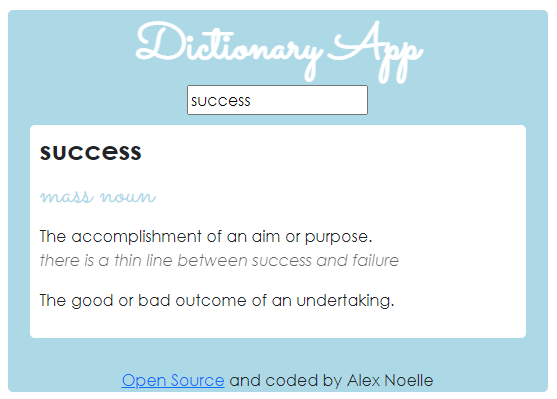 Dictionary App
success
success
mass noun
The accomplishment of an aim or purpose.
there is a thin line between success and failure
The good or bad outcome of an undertaking.
Open Source and coded by Alex Noelle